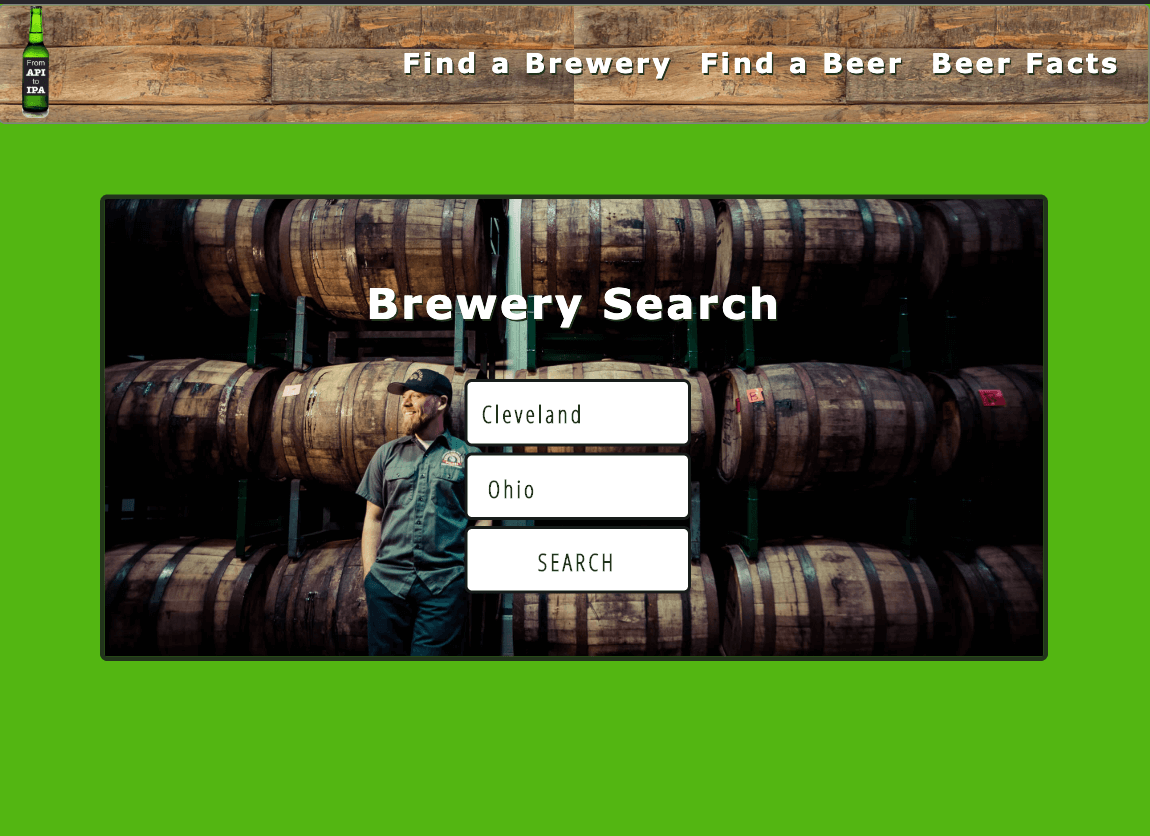 From
API
to
IPA
Find a Brewery Find a Beer Beer Facts
Brewery Search
Cleveland
Ohio
SEARCH